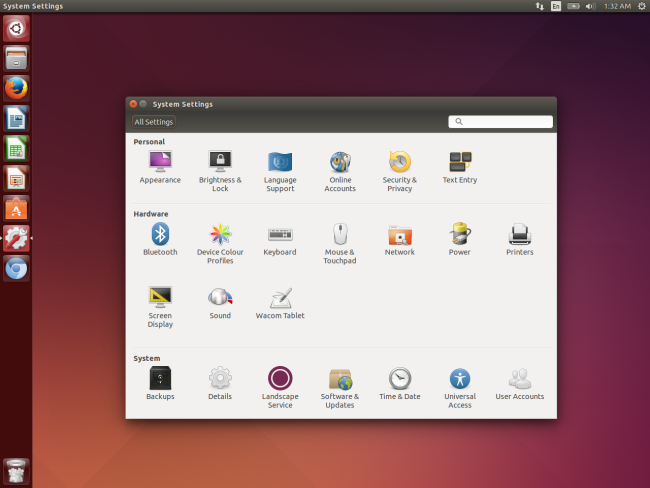 System Settings
En
1:32 AM
System Settings
All Settings
Personal
Appearance
Brightness &
Lock
Language
Support
Online
Accounts
Security &
Privacy
Text Entry
Hardware
Bluetooth
Device Colour
Profiles
Keyboard
Mouse &
Touchpad
Network
Power
Printers
Screen
Display
Sound
Wacom Tablet
System
Backups
Details
Landscape
Service
Software &
Updates
Time & Date
Universal
Access
User Accounts